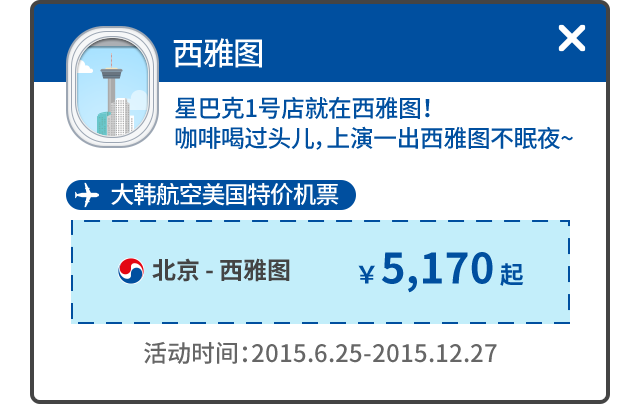 西雅图
星巴克1号店就在西雅图！
咖啡喝过头儿，上演一出西雅图不眠夜~
大韩航空美国特价机票
北京 - 西雅图
￥5,170 起
活动时间：2015.6.25-2015.12.27